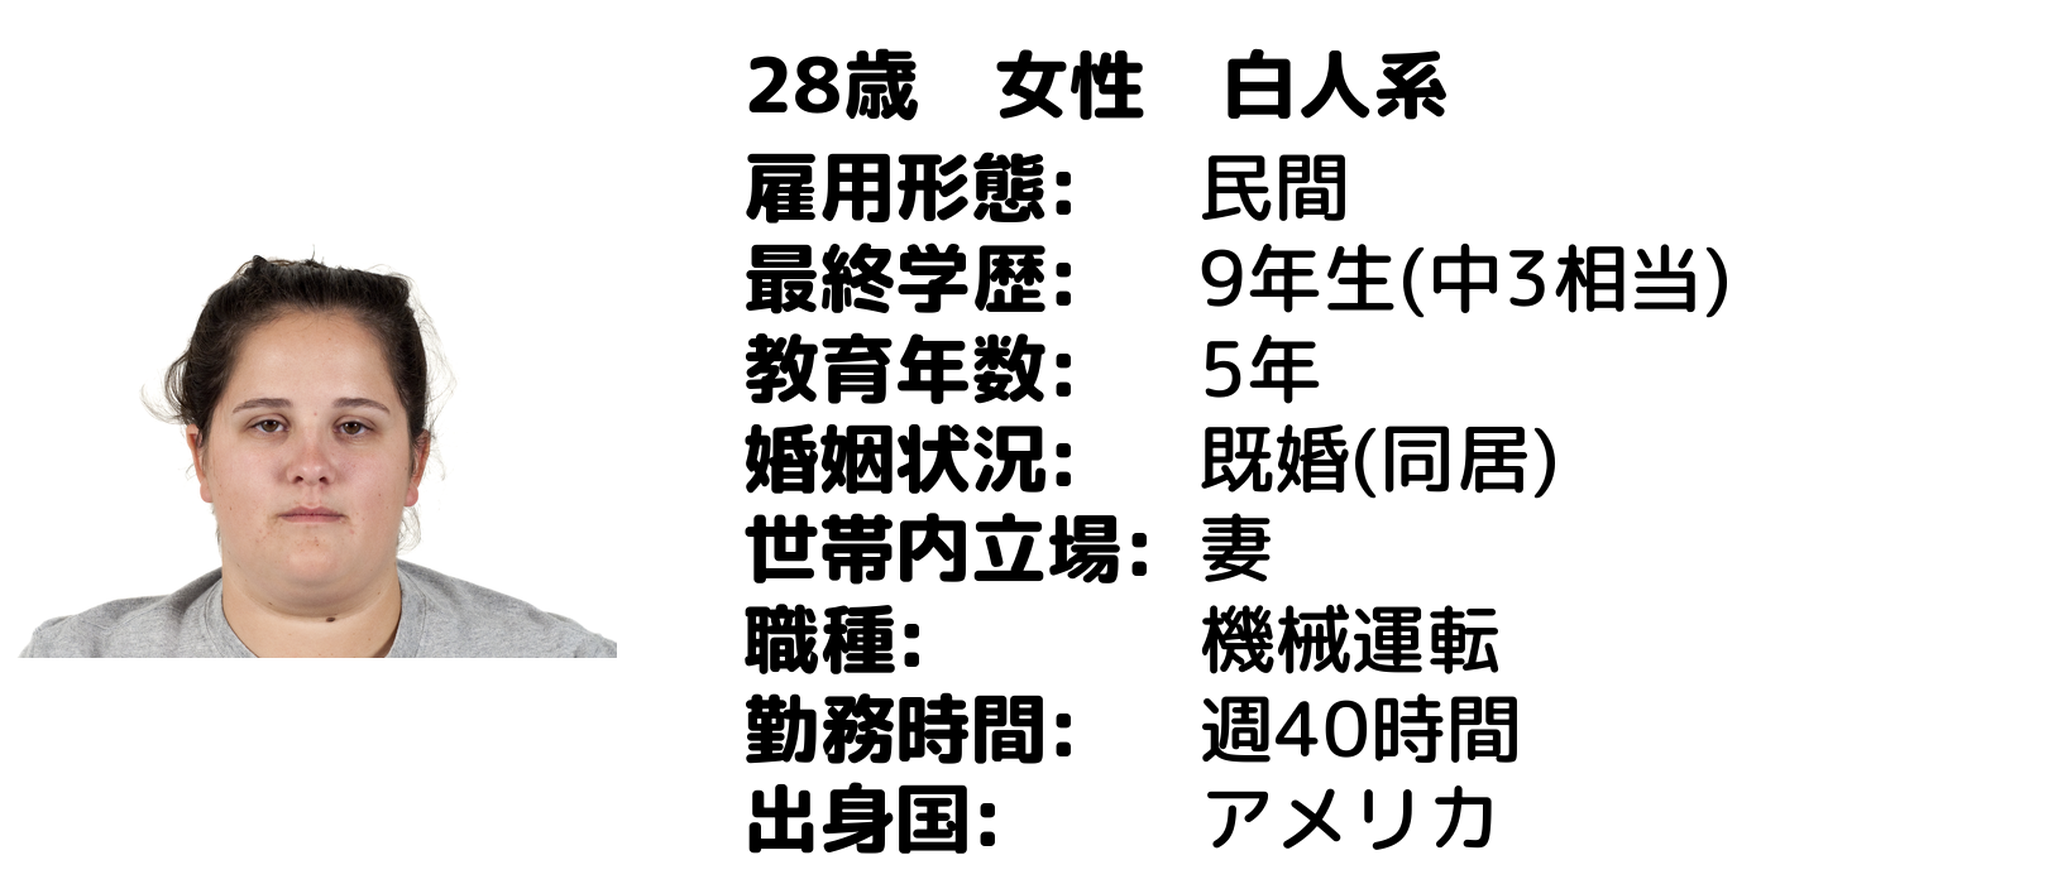 28歳　女性　白人系
雇用形態: 民間
最終学歴: 9年生(中3相当)
教育年数: 5年
婚姻状況: 既婚(同居)
世帯内立場: 妻
職種: 機械運転
勤務時間: 週40時間
出身国: アメリカ